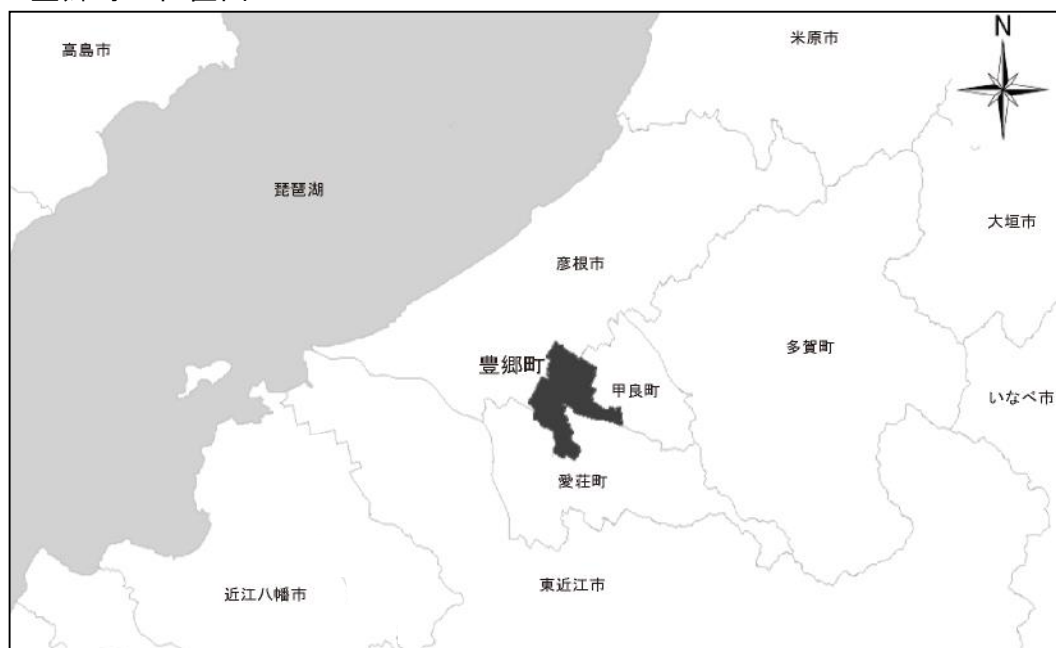 N
高島市
米原市
琵琶湖
大垣市
彦根市
豊郷町
多賀町
甲良町
いなべ市
愛荘町
東近江市
近江八幡市